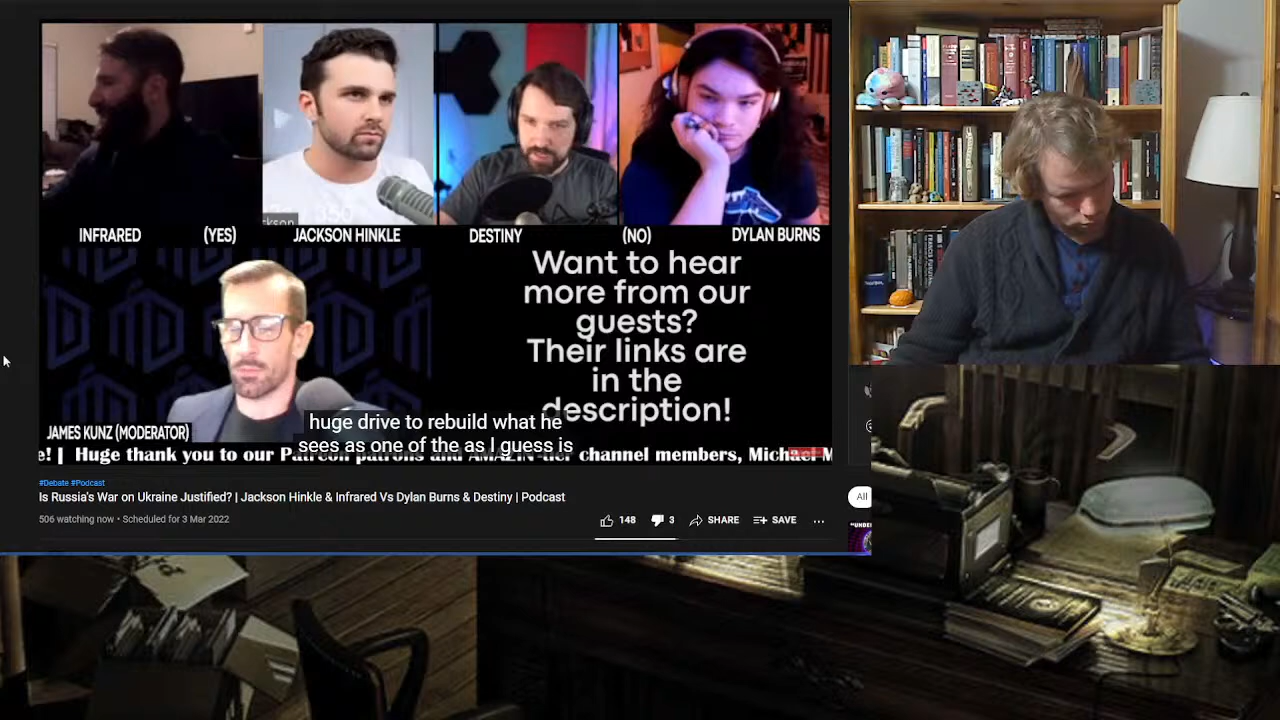 INFRARED
(YES)
JACKSON HINKLE
DESTINY
(NO)
DYLAN BURNS
Want to hear
more from our
guests?
Their links are
in the
description!
JAMES KUNZ (MODERATOR)
huge drive to rebuild what he
sees as one of the as I guess is
e! | Huge thank you to our Patreon patrons and AMAZIN-tier channel members, Michael M
#Debate #Podcast
Is Russia's War on Ukraine Justified? | Jackson Hinkle & Infrared Vs Dylan Burns & Destiny | Podcast
506 watching now • Scheduled for 3 Mar 2022
148
3
SHARE
SAVE
...
All